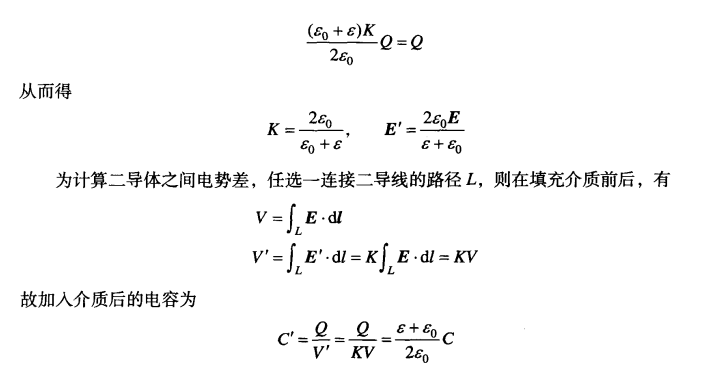 $$\frac{(\varepsilon_0+\varepsilon)K}{2\varepsilon_0}Q=Q$$
从而得
$$K=\frac{2\varepsilon_0}{\varepsilon_0+\varepsilon},\qquad \boldsymbol{E}'=\frac{2\varepsilon_0\boldsymbol{E}}{\varepsilon+\varepsilon_0}$$
为计算二导体之间电势差，任选一连接二导线的路径 L，则在填充介质前后，有
$$V=\int_L \boldsymbol{E}\cdot \mathrm{d}\boldsymbol{l}$$
$$V'=\int_L \boldsymbol{E}'\cdot \mathrm{d}l=K\int_L \boldsymbol{E}\cdot \mathrm{d}l=KV$$
故加入介质后的电容为
$$C'=\frac{Q}{V'}=\frac{Q}{KV}=\frac{\varepsilon+\varepsilon_0}{2\varepsilon_0}C$$